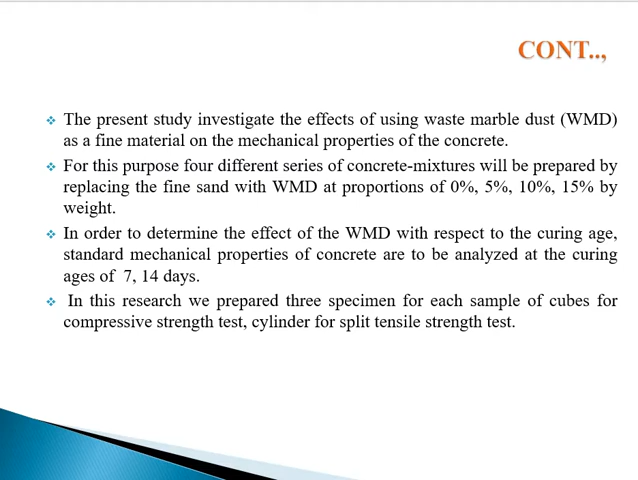 CONT..,
❖ The present study investigate the effects of using waste marble dust (WMD)
as a fine material on the mechanical properties of the concrete.
❖ For this purpose four different series of concrete-mixtures will be prepared by
replacing the fine sand with WMD at proportions of 0%, 5%, 10%, 15% by
weight.
❖ In order to determine the effect of the WMD with respect to the curing age,
standard mechanical properties of concrete are to be analyzed at the curing
ages of 7, 14 days.
❖ In this research we prepared three specimen for each sample of cubes for
compressive strength test, cylinder for split tensile strength test.